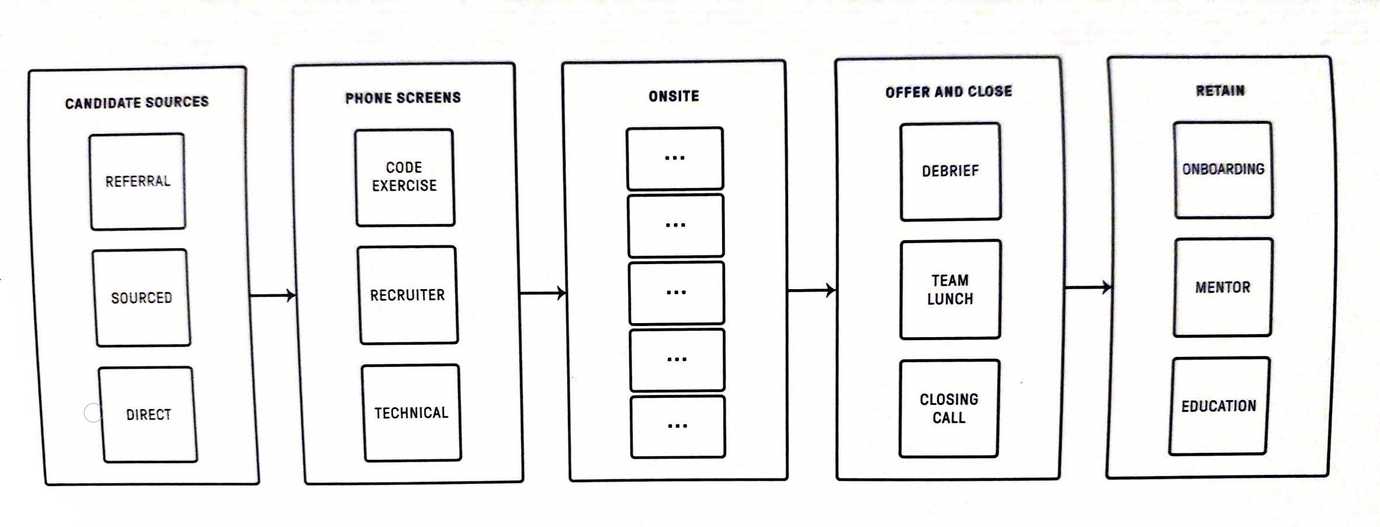 CANDIDATE SOURCES
REFERRAL
SOURCED
DIRECT
PHONE SCREENS
CODE
EXERCISE
RECRUITER
TECHNICAL
ONSITE
...
...
...
...
...
OFFER AND CLOSE
DEBRIEF
TEAM
LUNCH
CLOSING
CALL
RETAIN
ONBOARDING
MENTOR
EDUCATION